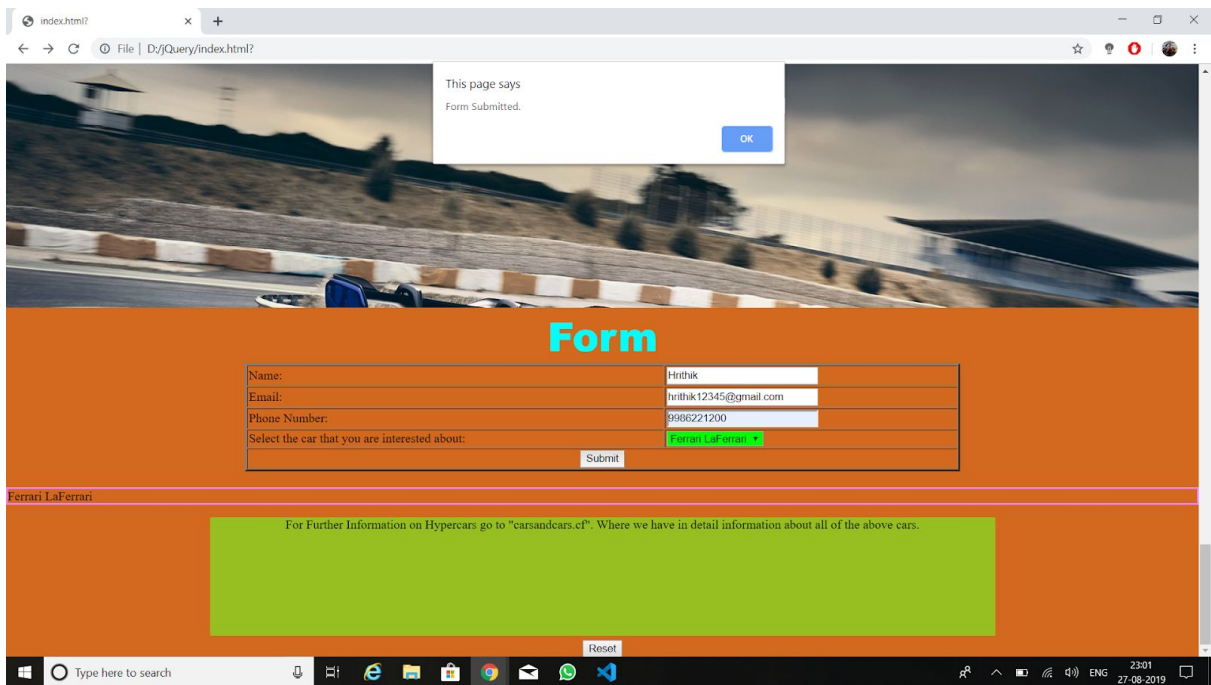 index.html?
File | D:/jQuery/index.html?
This page says
Form Submitted.
OK
Form
Name:
Hrithik
Email:
hrithik12345@gmail.com
Phone Number:
9986221200
Select the car that you are interested about:
Ferrari LaFerrari
Submit
Ferrari LaFerrari
For Further Information on Hypercars go to "carsandcars.cf". Where we have in detail information about all of the above cars.
Reset
Type here to search
ENG
23:01
27-08-2019